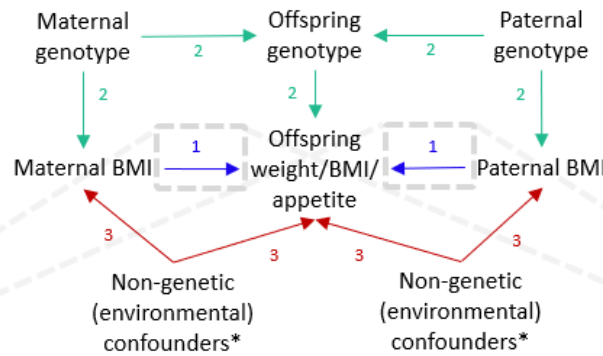 Maternal
genotype
Offspring
genotype
Paternal
genotype
2
2
2
2
2
Maternal BMI
1
Offspring
weight/BMI/
appetite
1
Paternal BMI
3
3
3
3
Non-genetic
(environmental)
confounders*
Non-genetic
(environmental)
confounders*